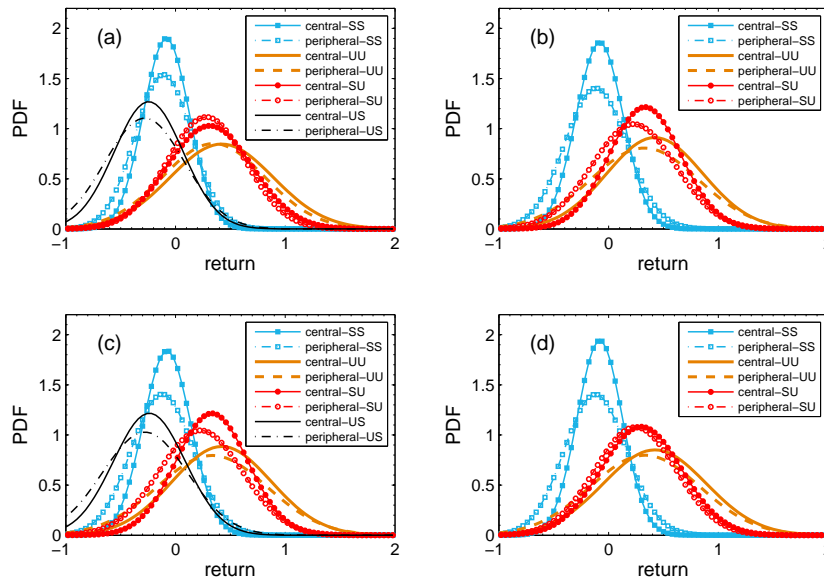 (a)
2
1.5
1
0.5
0
PDF
−1
0
1
2
return
central−SS
peripheral−SS
central−UU
peripheral−UU
central−SU
peripheral−SU
central−US
peripheral−US
(b)
2
1.5
1
0.5
0
PDF
−1
0
1
2
return
central−SS
peripheral−SS
central−UU
peripheral−UU
central−SU
peripheral−SU
(c)
2
1.5
1
0.5
0
PDF
−1
0
1
2
return
central−SS
peripheral−SS
central−UU
peripheral−UU
central−SU
peripheral−SU
central−US
peripheral−US
(d)
2
1.5
1
0.5
0
PDF
−1
0
1
2
return
central−SS
peripheral−SS
central−UU
peripheral−UU
central−SU
peripheral−SU